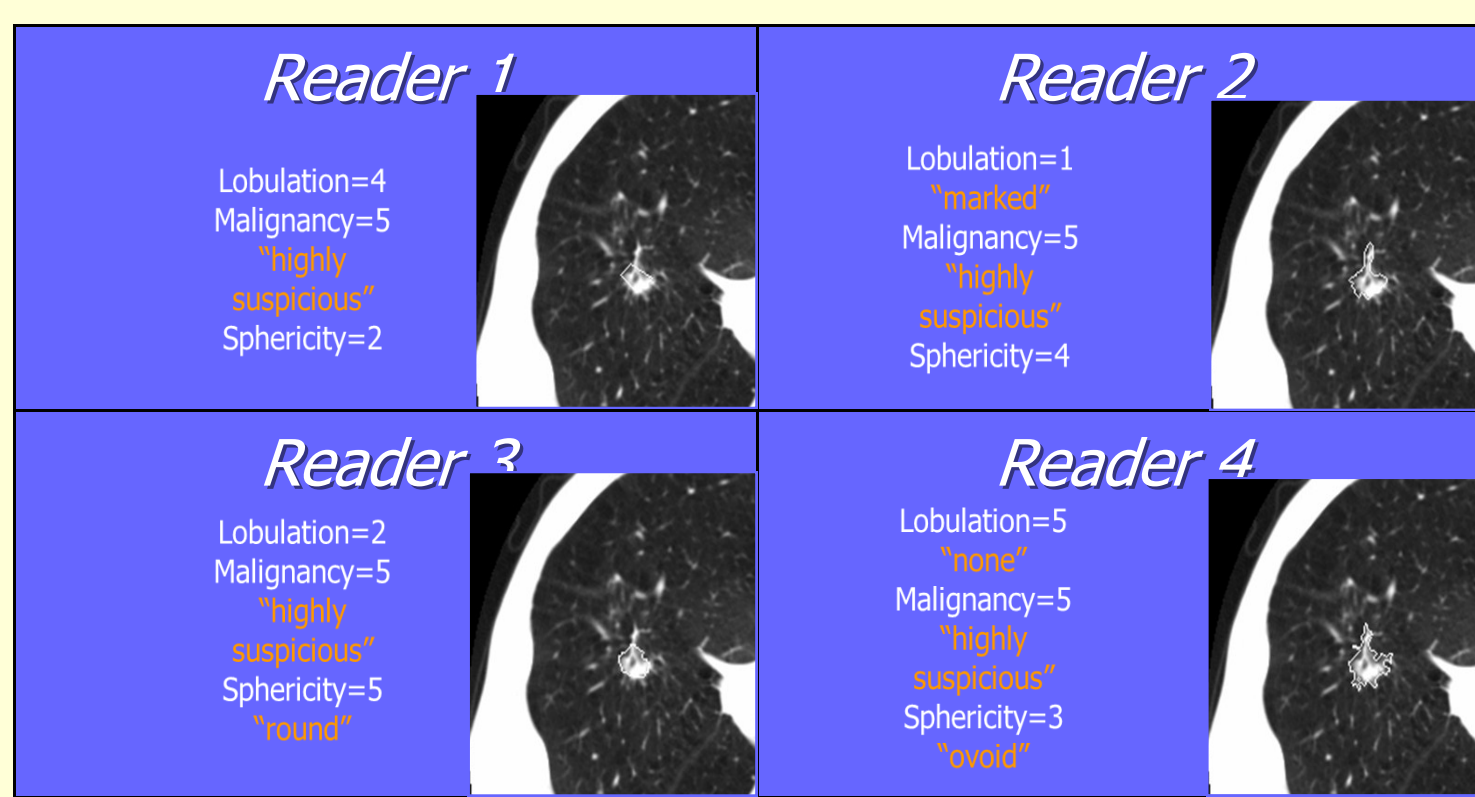 Reader 1
Lobulation=4
Malignancy=5
“highly
suspicious”
Sphericity=2
Reader 2
Lobulation=1
“marked”
Malignancy=5
“highly
suspicious”
Sphericity=4
Reader 3
Lobulation=2
Malignancy=5
“highly
suspicious”
Sphericity=5
“round”
Reader 4
Lobulation=5
“none”
Malignancy=5
“highly
suspicious”
Sphericity=3
“ovoid”